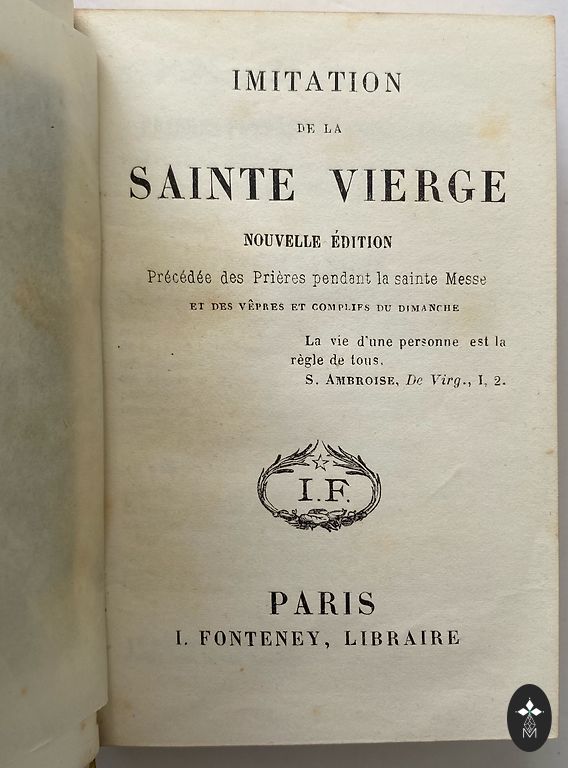 IMITATION
DE LA
SAINTE VIERGE
NOUVELLE ÉDITION
Précédée des Prières pendant la sainte Messe
ET DES VÊPRES ET COMPLIES DU DIMANCHE
La vie d'une personne est la
règle de tous.
S. AMBROISE, De Virg., I, 2.
I.F.
PARIS
I. FONTENEY, LIBRAIRE
M